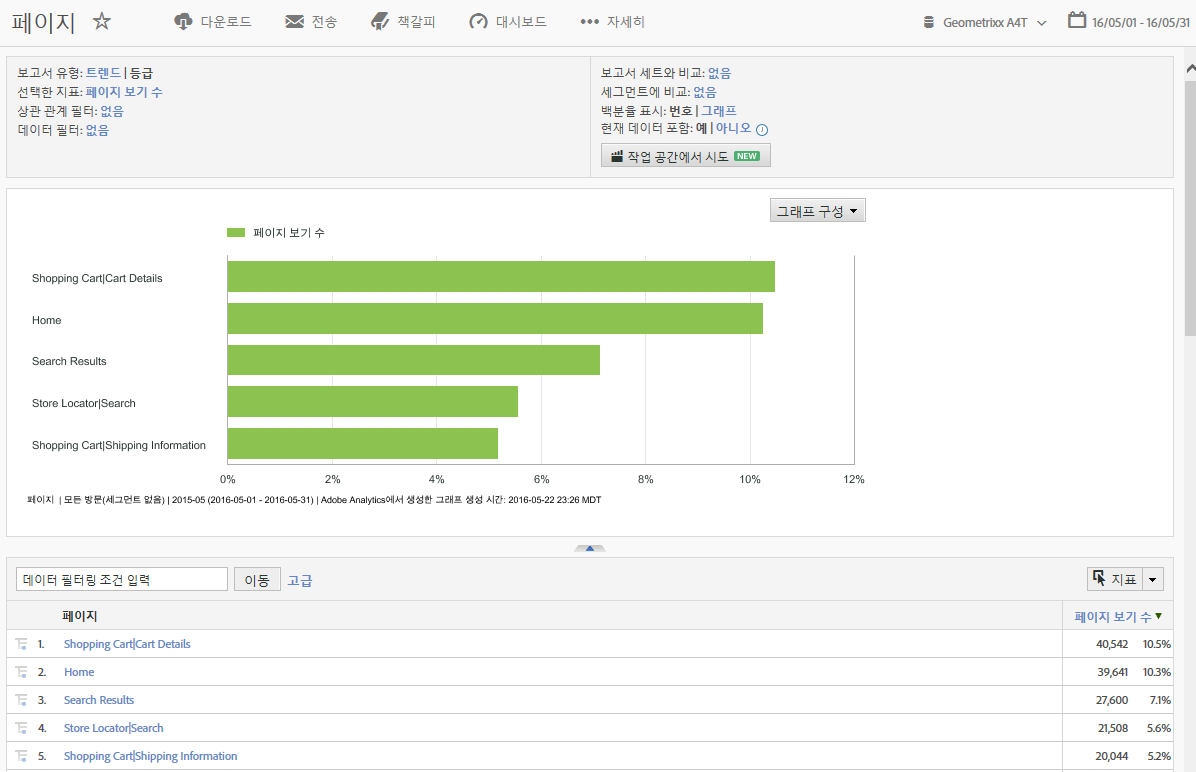 페이지 다운로드 전송 책갈피 대시보드 자세히 Geometrixx A4T 16/05/01 - 16/05/31
보고서 유형: 트렌드 | 등급
선택한 지표: 페이지 보기 수
상관 관계 필터: 없음
데이터 필터: 없음
보고서 세트와 비교: 없음
세그먼트에 비교: 없음
백분율 표시: 번호 | 그래프
현재 데이터 포함: 예 | 아니오 i
작업 공간에서 시도 NEW
그래프 구성
페이지 보기 수
Shopping Cart|Cart Details
Home
Search Results
Store Locator|Search
Shopping Cart|Shipping Information
0% 2% 4% 6% 8% 10% 12%
페이지 | 모든 방문(세그먼트 없음) | 2015-05 (2016-05-01 - 2016-05-31) | Adobe Analytics에서 생성한 그래프 생성 시간: 2016-05-22 23:26 MDT
데이터 필터링 조건 입력 이동 고급 지표
페이지 페이지 보기 수
1. Shopping Cart|Cart Details 40,542 10.5%
2. Home 39,641 10.3%
3. Search Results 27,600 7.1%
4. Store Locator|Search 21,508 5.6%
5. Shopping Cart|Shipping Information 20,044 5.2%